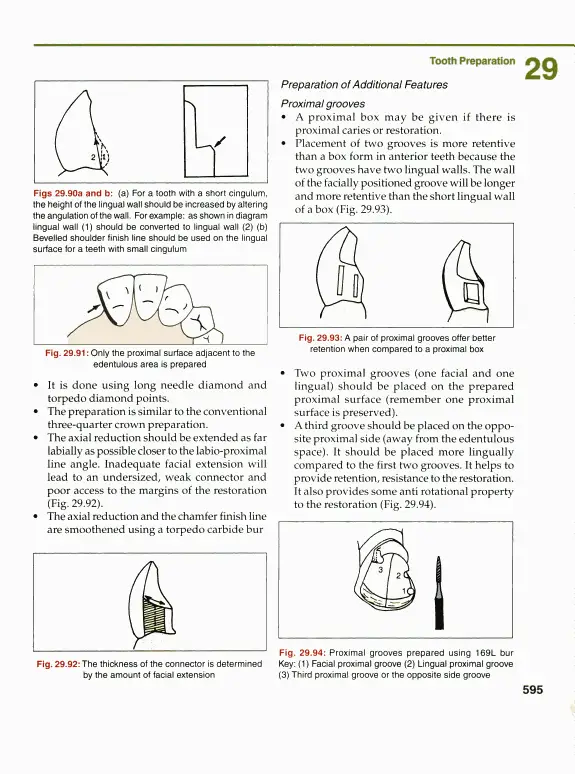 Tooth Preparation 29
2 1
Figs 29.90a and b: (a) For a tooth with a short cingulum,
the height of the lingual wall should be increased by altering
the angulation of the wall. For example: as shown in diagram
lingual wall (1) should be converted to lingual wall (2) (b)
Bevelled shoulder finish line should be used on the lingual
surface for a teeth with small cingulum
Fig. 29.91: Only the proximal surface adjacent to the
edentulous area is prepared
• It is done using long needle diamond and
torpedo diamond points.
• The preparation is similar to the conventional
three-quarter crown preparation.
• The axial reduction should be extended as far
labially as possible closer to the labio-proximal
line angle. Inadequate facial extension will
lead to an undersized, weak connector and
poor access to the margins of the restoration
(Fig. 29.92).
• The axial reduction and the chamfer finish line
are smoothened using a torpedo carbide bur
Fig. 29.92: The thickness of the connector is determined
by the amount of facial extension
Preparation of Additional Features
Proximal grooves
• A proximal box may be given if there is
proximal caries or restoration.
• Placement of two grooves is more retentive
than a box form in anterior teeth because the
two grooves have two lingual walls. The wall
of the facially positioned groove will be longer
and more retentive than the short lingual wall
of a box (Fig. 29.93).
Fig. 29.93: A pair of proximal grooves offer better
retention when compared to a proximal box
• Two proximal grooves (one facial and one
lingual) should be placed on the prepared
proximal surface (remember one proximal
surface is preserved).
• A third groove should be placed on the oppo-
site proximal side (away from the edentulous
space). It should be placed more lingually
compared to the first two grooves. It helps to
provide retention, resistance to the restoration.
It also provides some anti rotational property
to the restoration (Fig. 29.94).
3
2
1
Fig. 29.94: Proximal grooves prepared using 169L bur
Key: (1) Facial proximal groove (2) Lingual proximal groove
(3) Third proximal groove or the opposite side groove
595